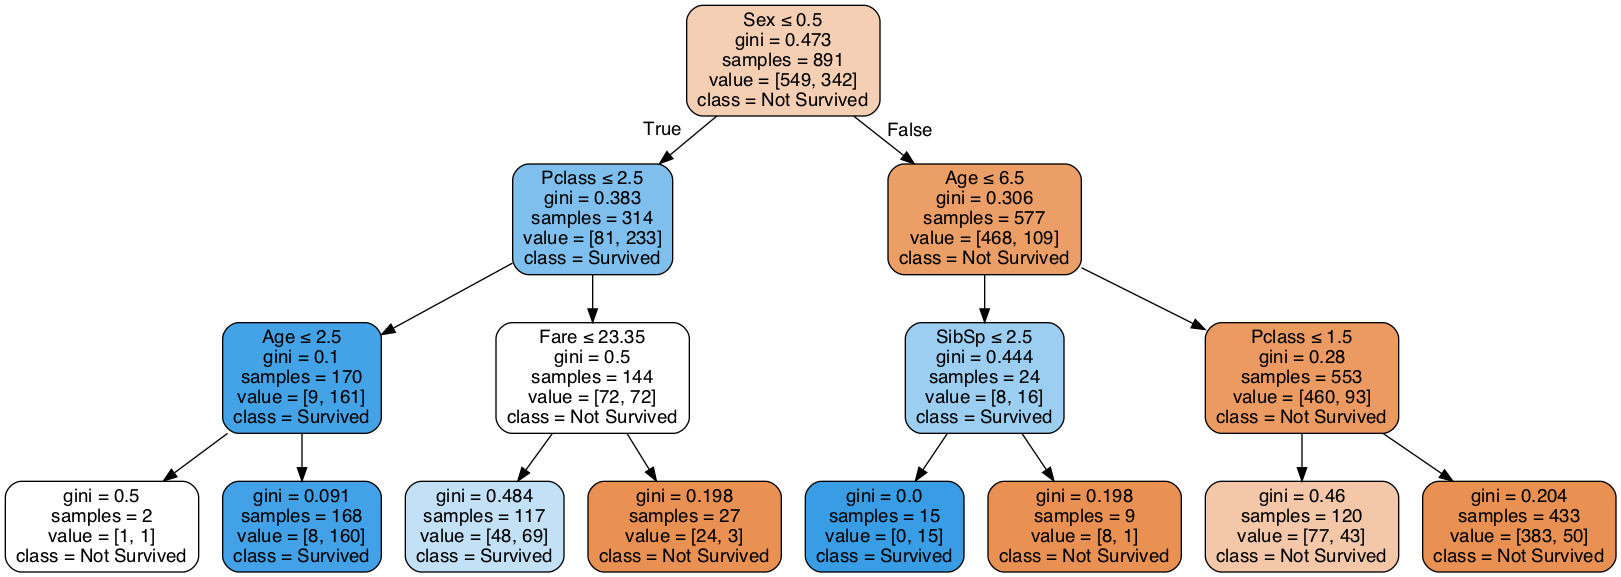 Sex ≤ 0.5
gini = 0.473
samples = 891
value = [549, 342]
class = Not Survived
True
False
Pclass ≤ 2.5
gini = 0.383
samples = 314
value = [81, 233]
class = Survived
Age ≤ 6.5
gini = 0.306
samples = 577
value = [468, 109]
class = Not Survived
Age ≤ 2.5
gini = 0.1
samples = 170
value = [9, 161]
class = Survived
Fare ≤ 23.35
gini = 0.5
samples = 144
value = [72, 72]
class = Not Survived
SibSp ≤ 2.5
gini = 0.444
samples = 24
value = [8, 16]
class = Survived
Pclass ≤ 1.5
gini = 0.28
samples = 553
value = [460, 93]
class = Not Survived
gini = 0.5
samples = 2
value = [1, 1]
class = Not Survived
gini = 0.091
samples = 168
value = [8, 160]
class = Survived
gini = 0.484
samples = 117
value = [48, 69]
class = Survived
gini = 0.198
samples = 27
value = [24, 3]
class = Not Survived
gini = 0.0
samples = 15
value = [0, 15]
class = Survived
gini = 0.198
samples = 9
value = [8, 1]
class = Not Survived
gini = 0.46
samples = 120
value = [77, 43]
class = Not Survived
gini = 0.204
samples = 433
value = [383, 50]
class = Not Survived